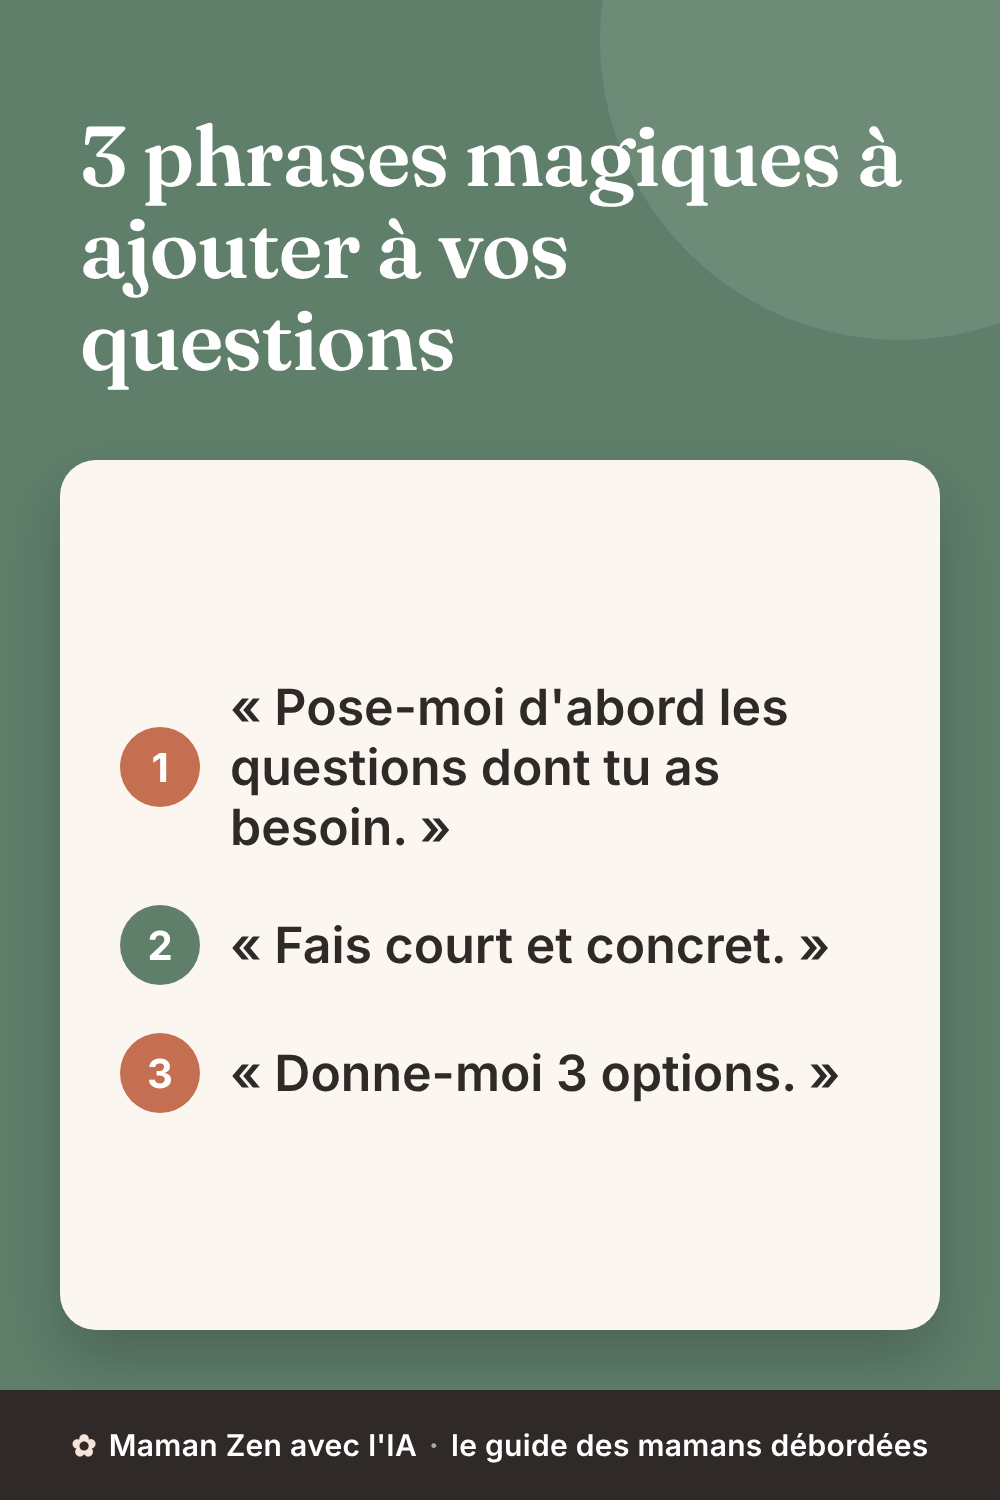 3 phrases magiques à
ajouter à vos
questions
1
« Pose-moi d'abord les
questions dont tu as
besoin. »
2
« Fais court et concret. »
3
« Donne-moi 3 options. »
✿ Maman Zen avec l'IA · le guide des mamans débordées